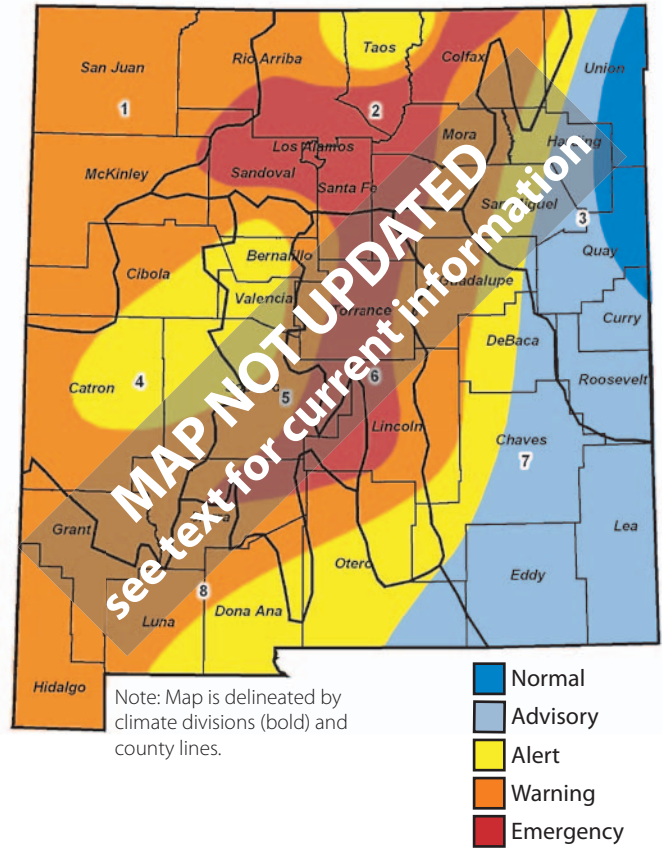 Taos
Colfax
Rio Arriba
San Juan
Union
1
2
Mora
Harding
Los Alamos
McKinley
Sandoval
Santa Fe
San Miguel
3
Bernalillo
Quay
Cibola
Guadalupe
Valencia
Torrance
Curry
DeBaca
Catron
4
5
6
Roosevelt
Lincoln
Chaves
7
MAP NOT UPDATED
see text for current information
Grant
Lea
Otero
Eddy
8
Luna
Dona Ana
Hidalgo
Note: Map is delineated by
climate divisions (bold) and
county lines.
Normal
Advisory
Alert
Warning
Emergency